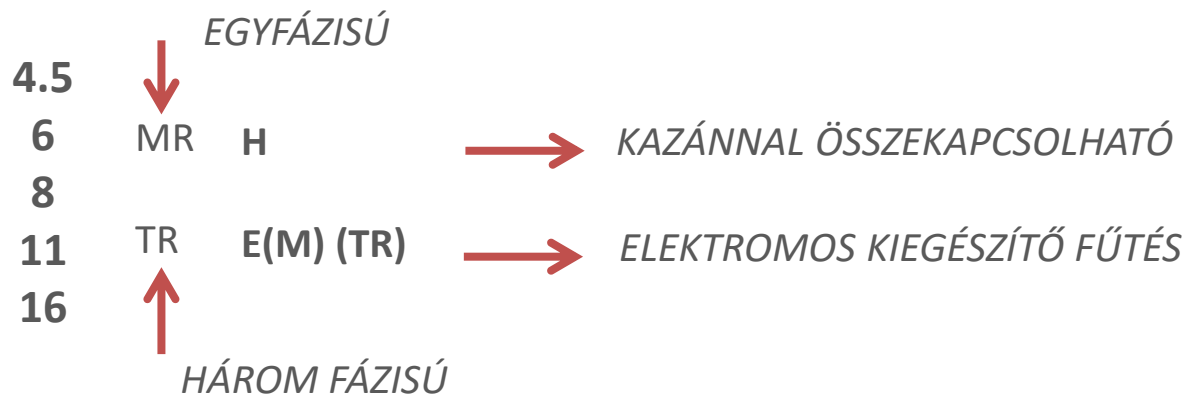 EGYFÁZISÚ
4.5
6 MR H KAZÁNNAL ÖSSZEKAPCSOLHATÓ
8
11 TR E(M) (TR) ELEKTROMOS KIEGÉSZÍTŐ FŰTÉS
16
HÁROM FÁZISÚ